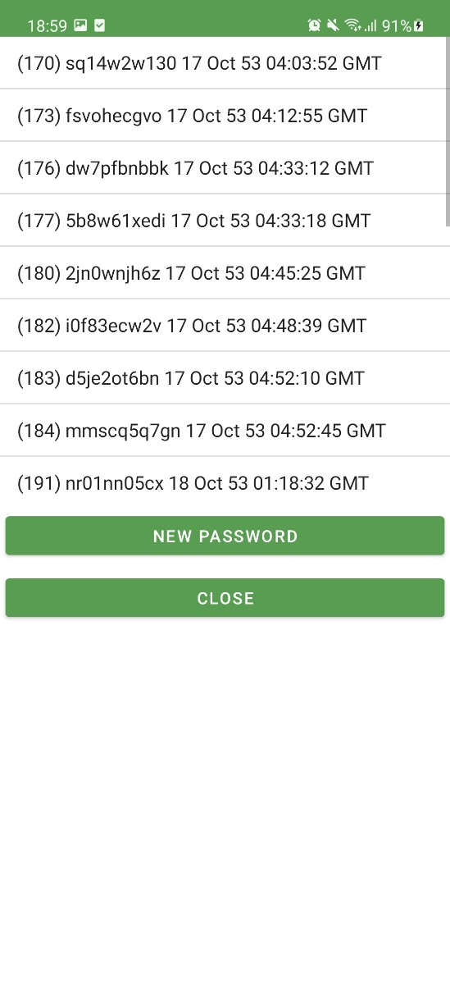 18:59 91%
(170) sq14w2w130 17 Oct 53 04:03:52 GMT
(173) fsvohecgvo 17 Oct 53 04:12:55 GMT
(176) dw7pfbnbbk 17 Oct 53 04:33:12 GMT
(177) 5b8w61xedi 17 Oct 53 04:33:18 GMT
(180) 2jn0wnjh6z 17 Oct 53 04:45:25 GMT
(182) i0f83ecw2v 17 Oct 53 04:48:39 GMT
(183) d5je2ot6bn 17 Oct 53 04:52:10 GMT
(184) mmscq5q7gn 17 Oct 53 04:52:45 GMT
(191) nr01nn05cx 18 Oct 53 01:18:32 GMT
NEW PASSWORD
CLOSE